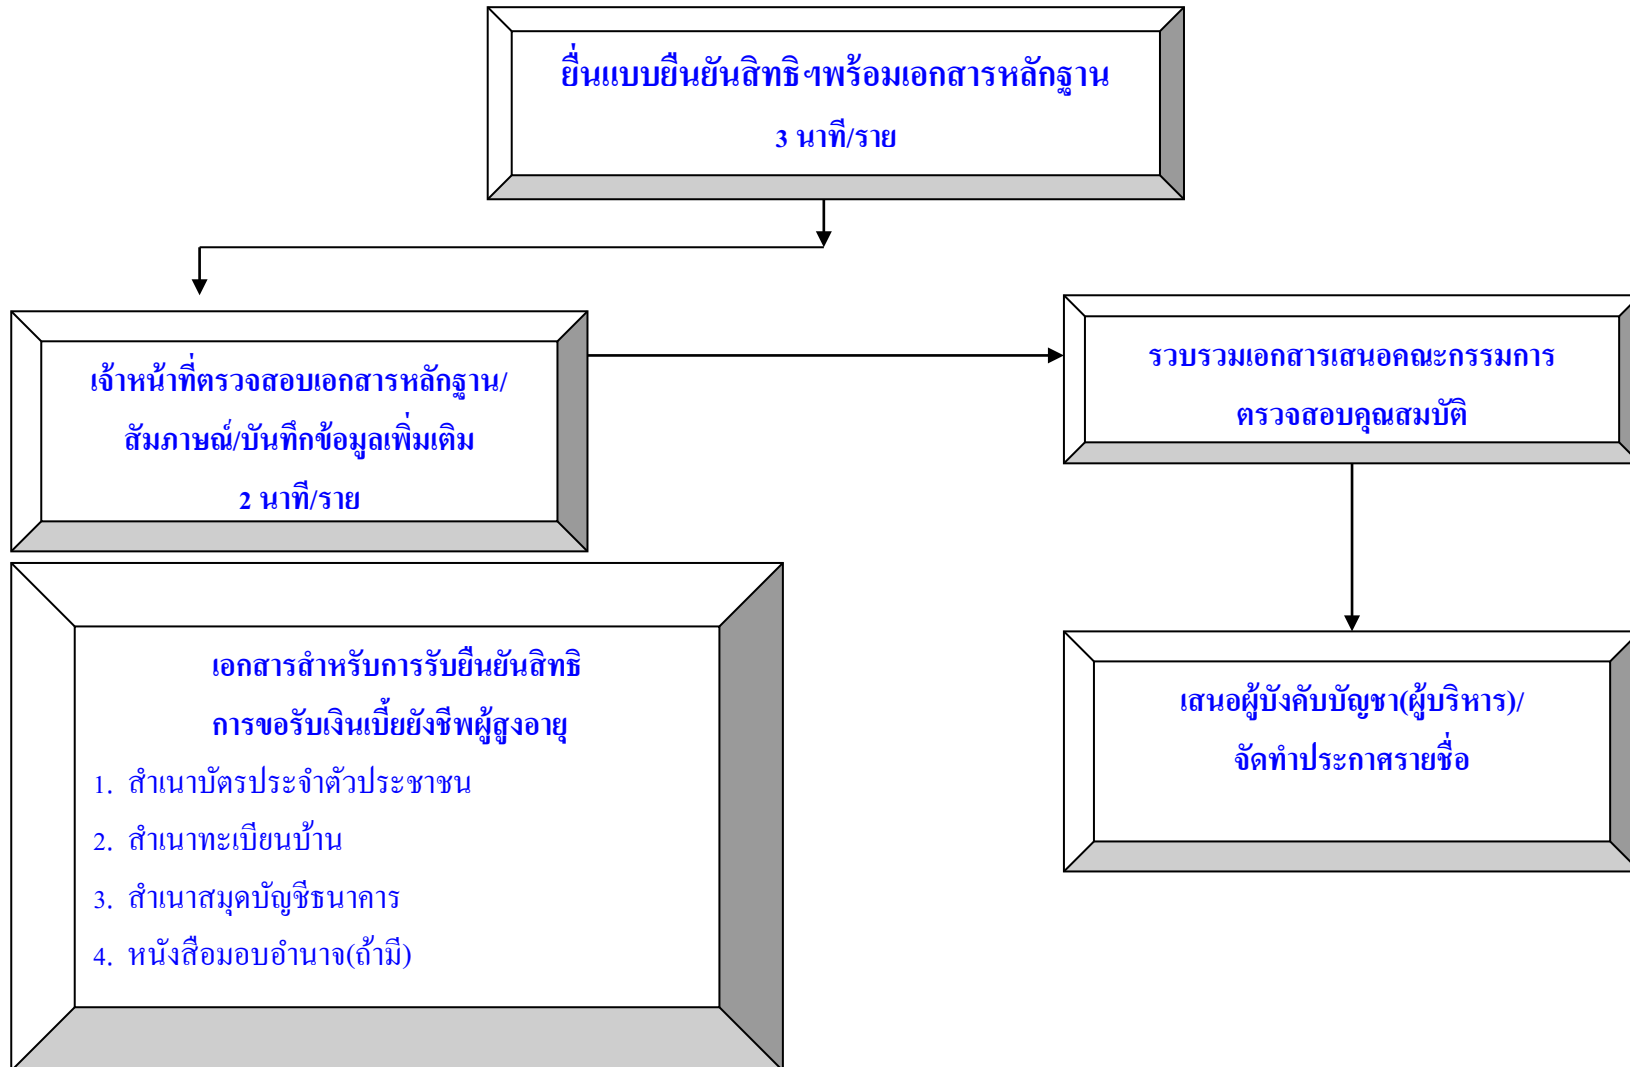 ยื่นแบบยืนยันสิทธิฯพร้อมเอกสารหลักฐาน
3 นาที/ราย
เจ้าหน้าที่ตรวจสอบเอกสารหลักฐาน/
สัมภาษณ์/บันทึกข้อมูลเพิ่มเติม
2 นาที/ราย
รวบรวมเอกสารเสนอคณะกรรมการ
ตรวจสอบคุณสมบัติ
เสนอผู้บังคับบัญชา(ผู้บริหาร)/
จัดทำประกาศรายชื่อ
เอกสารสำหรับการรับยืนยันสิทธิ
การขอรับเงินเบี้ยยังชีพผู้สูงอายุ
1. สำเนาบัตรประจำตัวประชาชน
2. สำเนาทะเบียนบ้าน
3. สำเนาสมุดบัญชีธนาคาร
4. หนังสือมอบอำนาจ(ถ้ามี)